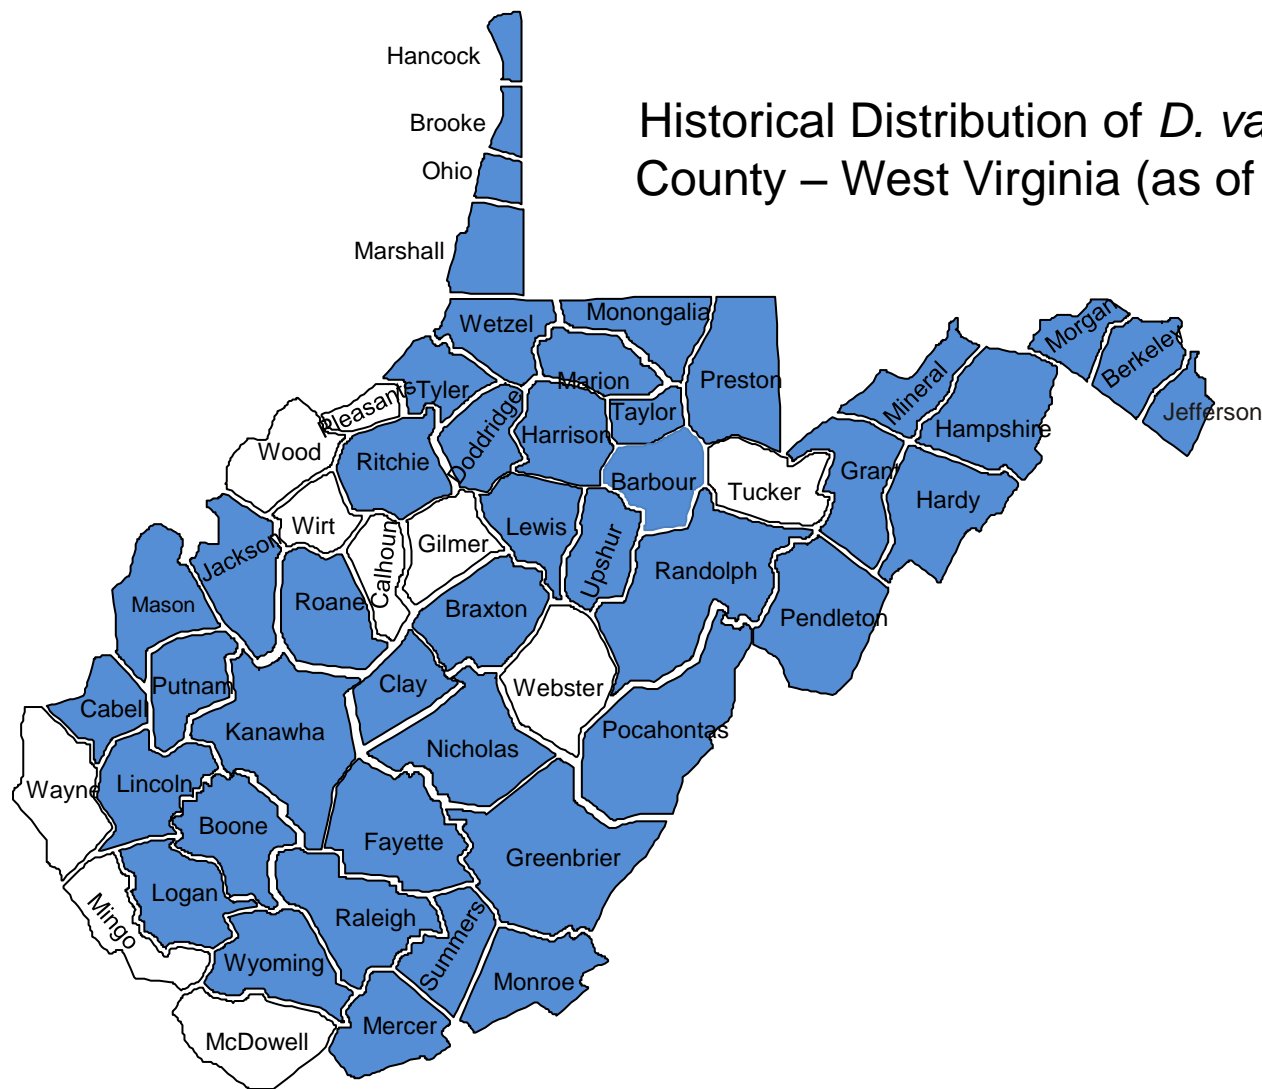 Hancock
Historical Distribution of D. va
Brooke
County – West Virginia (as of
Ohio
Marshall
Wetzel
Monongalia
Morgan
Berkeley
Jefferson
Mineral
Hampshire
Tyler
Marion
Preston
Pleasants
Taylor
Doddridge
Harrison
Wood
Ritchie
Barbour
Tucker
Grant
Hardy
Wirt
Calhoun
Gilmer
Lewis
Upshur
Jackson
Randolph
Mason
Roane
Braxton
Pendleton
Putnam
Clay
Webster
Cabell
Kanawha
Nicholas
Pocahontas
Wayne
Lincoln
Boone
Fayette
Greenbrier
Logan
Mingo
Raleigh
Summers
Wyoming
Monroe
McDowell
Mercer